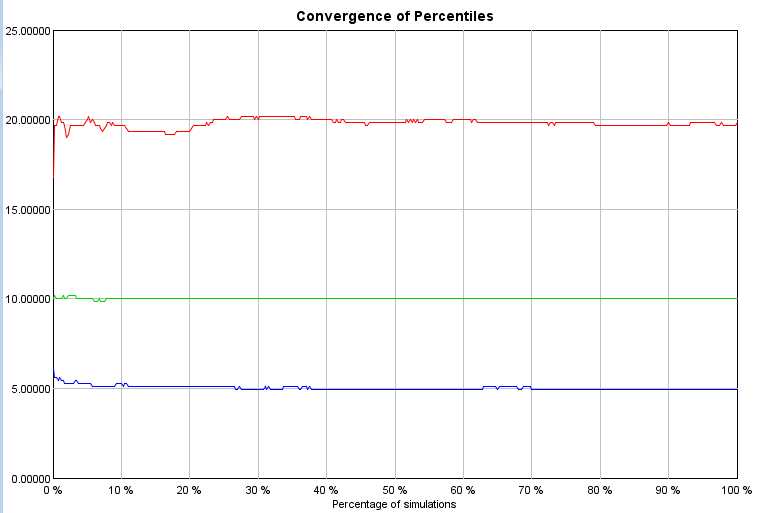 Convergence of Percentiles
25.00000
20.00000
15.00000
10.00000
5.00000
0.00000
0 % 10 % 20 % 30 % 40 % 50 % 60 % 70 % 80 % 90 % 100 %
Percentage of simulations